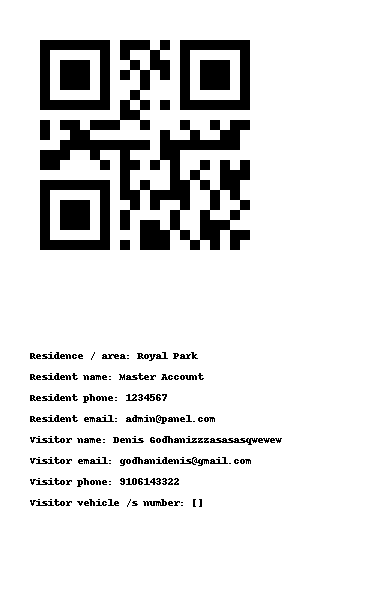 Residence / area: Royal Park
Resident name: Master Account
Resident phone: 1234567
Resident email: admin@panel.com
Visitor name: Denis Godhanizzzasasasqwewew
Visitor email: godhanidenis@gmail.com
Visitor phone: 9106143322
Visitor vehicle /s number: []